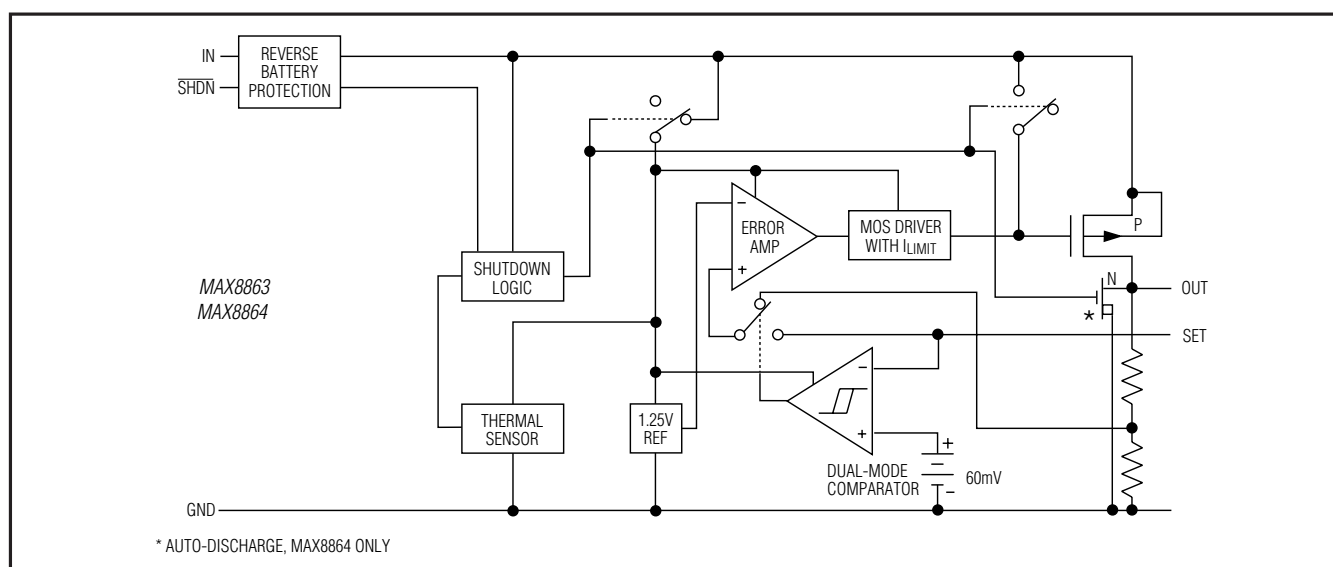 IN
SHDN
REVERSE
BATTERY
PROTECTION
MAX8863
MAX8864
SHUTDOWN
LOGIC
THERMAL
SENSOR
1.25V
REF
−
ERROR
AMP
+
MOS DRIVER
WITH ILIMIT
P
N
*
OUT
SET
−
+
DUAL-MODE
COMPARATOR
+
−
60mV
GND
* AUTO-DISCHARGE, MAX8864 ONLY